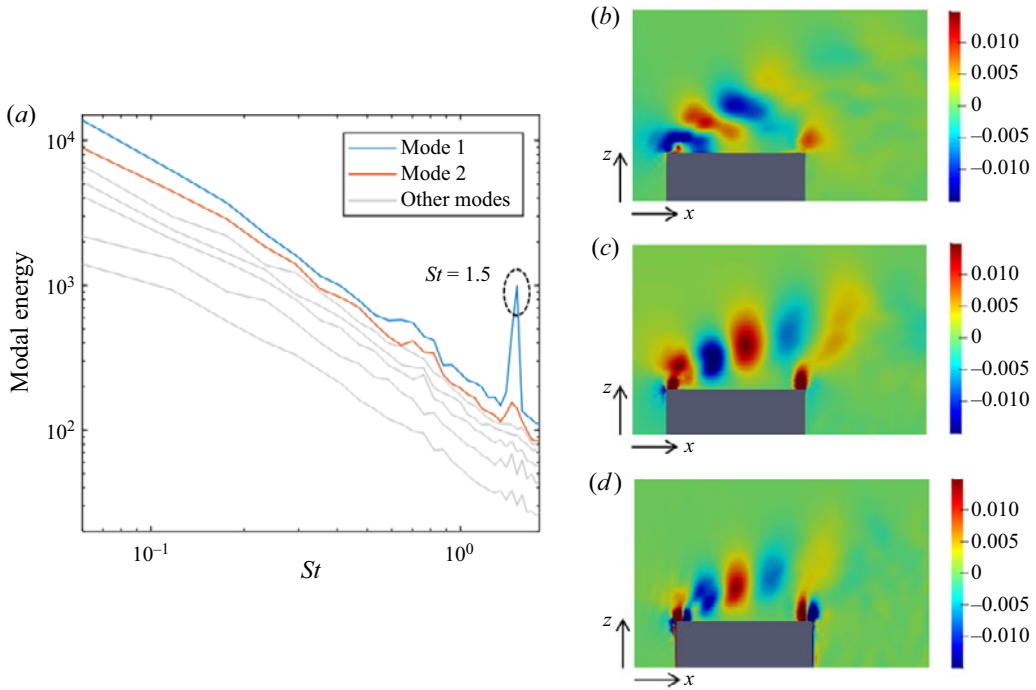 (a)
10^4
10^3
10^2
10^–1
10^0
Modal energy
St
Mode 1
Mode 2
Other modes
St = 1.5
(b)
z
x
0.010
0.005
0
–0.005
–0.010
(c)
z
x
0.010
0.005
0
–0.005
–0.010
(d)
z
x
0.010
0.005
0
–0.005
–0.010